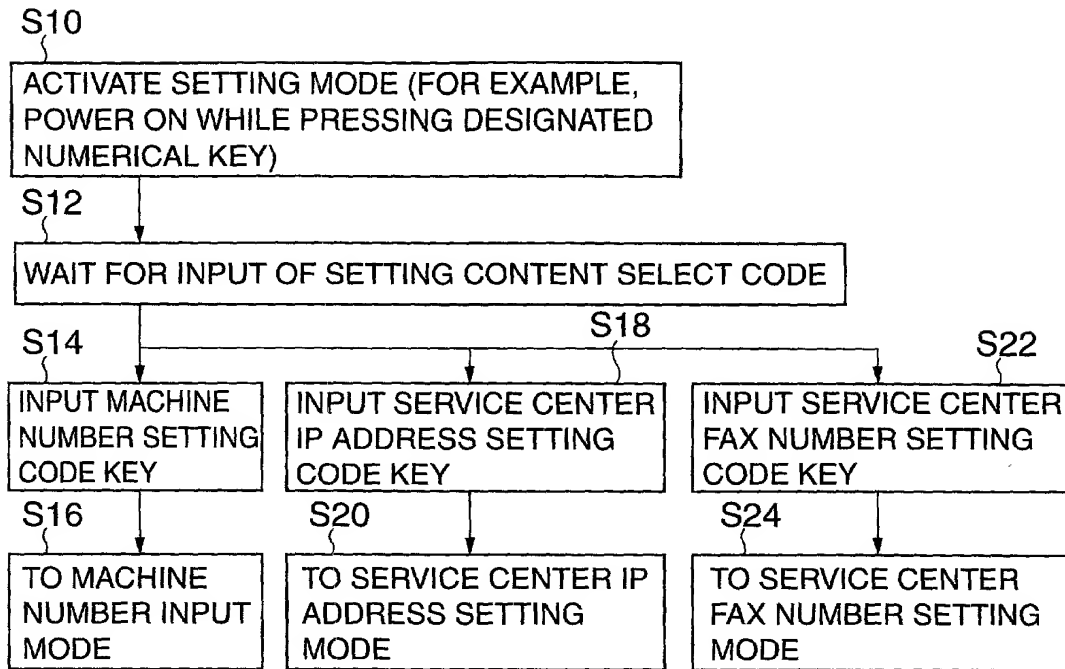 S10
ACTIVATE SETTING MODE (FOR EXAMPLE,
POWER ON WHILE PRESSING DESIGNATED
NUMERICAL KEY)
S12
WAIT FOR INPUT OF SETTING CONTENT SELECT CODE
S14
INPUT MACHINE
NUMBER SETTING
CODE KEY
S18
INPUT SERVICE CENTER
IP ADDRESS SETTING
CODE KEY
S22
INPUT SERVICE CENTER
FAX NUMBER SETTING
CODE KEY
S16
TO MACHINE
NUMBER INPUT
MODE
S20
TO SERVICE CENTER IP
ADDRESS SETTING
MODE
S24
TO SERVICE CENTER
FAX NUMBER SETTING
MODE